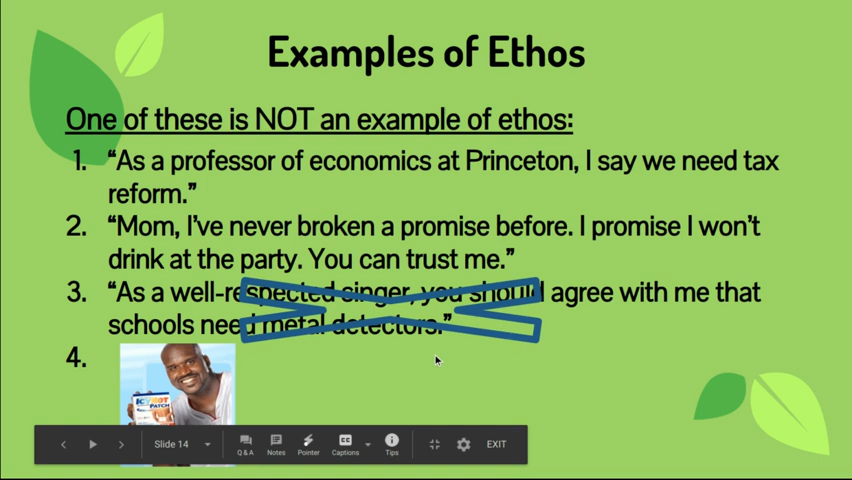 Examples of Ethos
One of these is NOT an example of ethos:
1. “As a professor of economics at Princeton, I say we need tax
reform.”
2. “Mom, I’ve never broken a promise before. I promise I won’t
drink at the party. You can trust me.”
3. “As a well-respected singer, you should agree with me that
schools need metal detectors.”
4.
ICY HOT
PATCH
Slide 14
Q & A
Notes
Pointer
Captions
Tips
EXIT